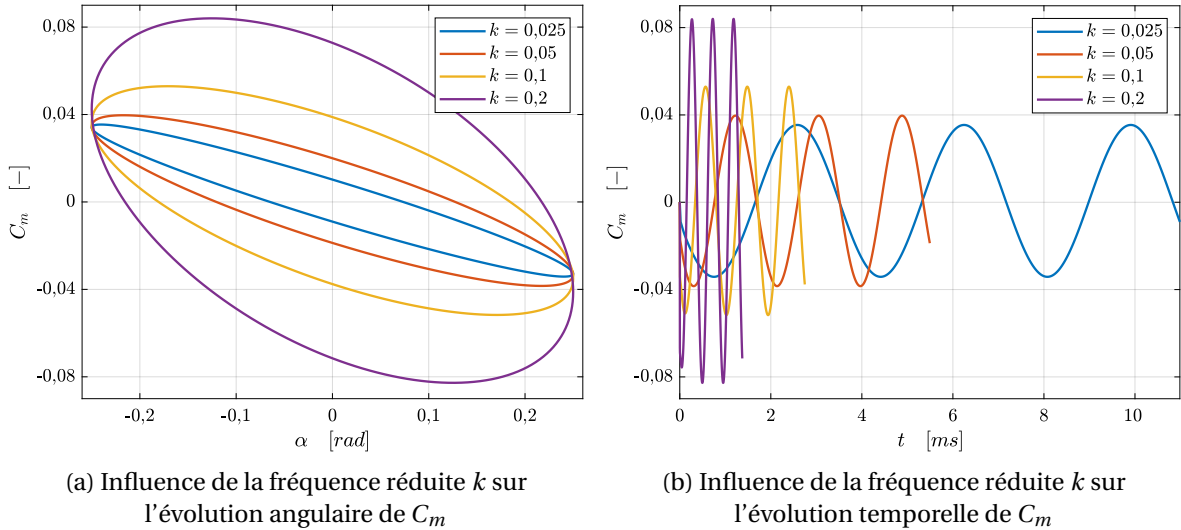 0,08
0,04
0
-0,04
-0,08
C_m [−]
-0,2
-0,1
0
0,1
0,2
α [rad]
k = 0,025
k = 0,05
k = 0,1
k = 0,2
(a) Influence de la fréquence réduite k sur
l'évolution angulaire de C_m
0,08
0,04
0
-0,04
-0,08
C_m [−]
0
2
4
6
8
10
t [ms]
k = 0,025
k = 0,05
k = 0,1
k = 0,2
(b) Influence de la fréquence réduite k sur
l'évolution temporelle de C_m